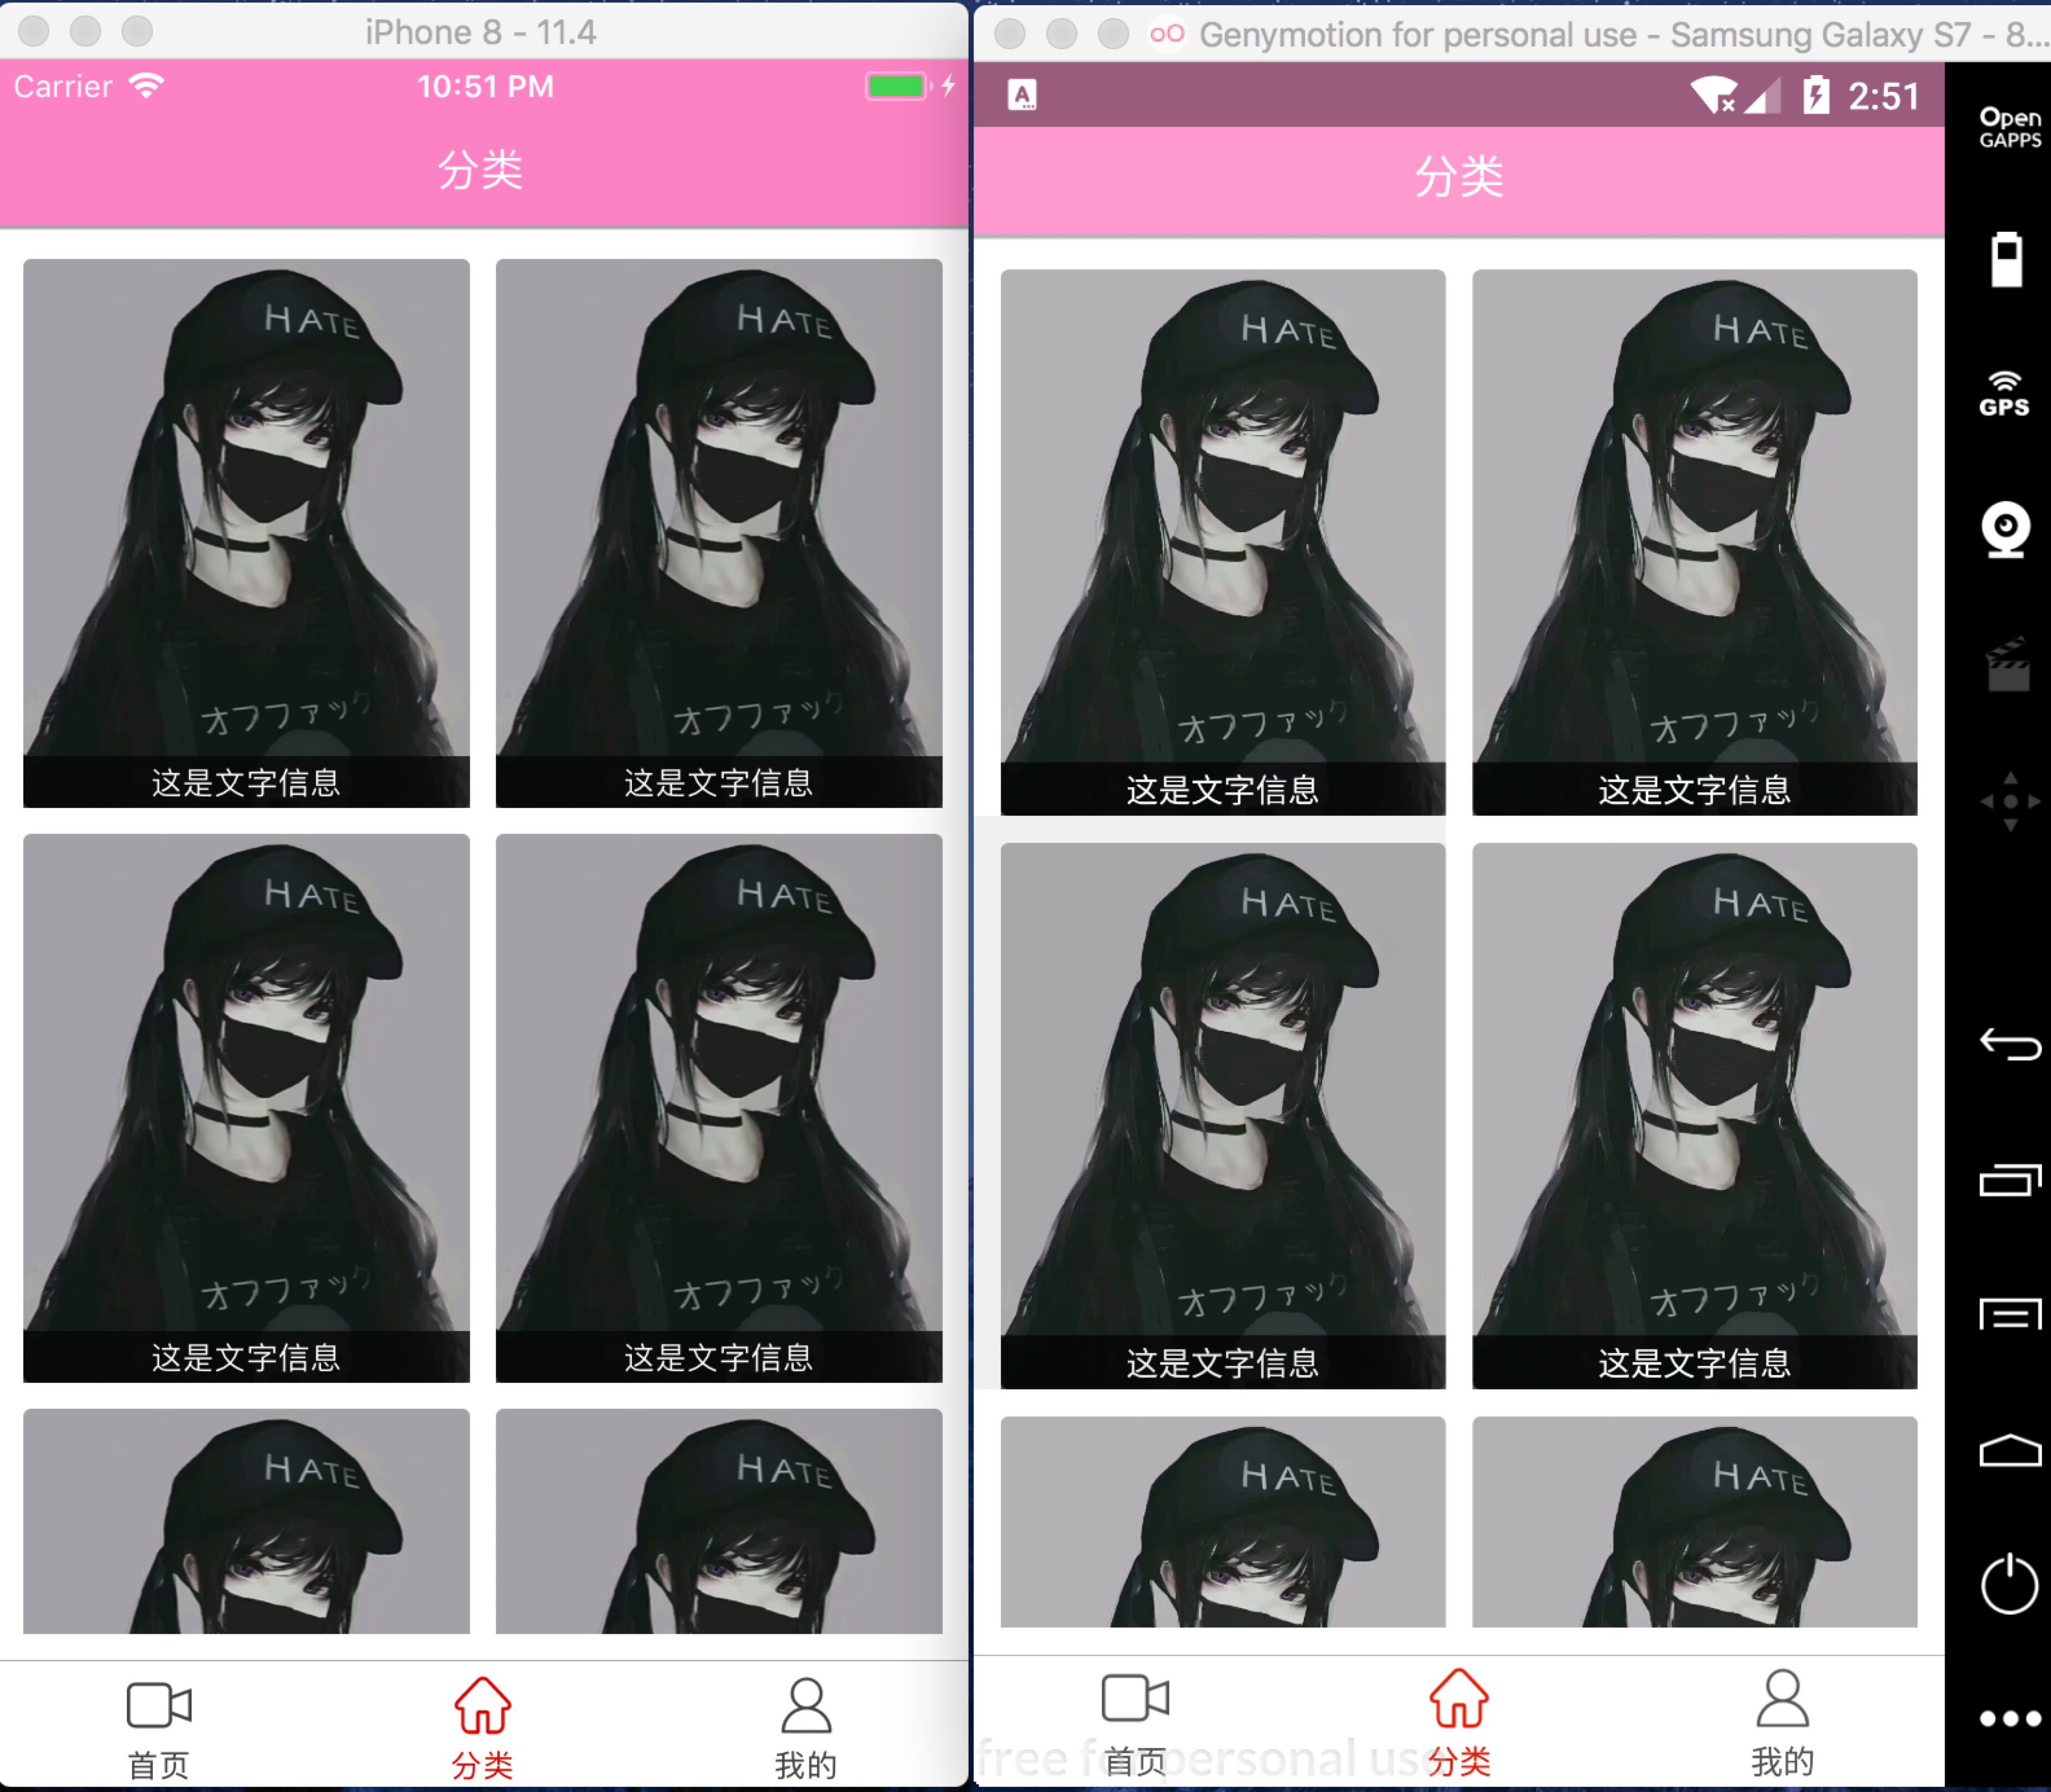 iPhone 8 - 11.4
Carrier
10:51 PM
分类
HATE
HATE
オフファック
オフファック
这是文字信息
这是文字信息
HATE
HATE
オフファック
オフファック
这是文字信息
这是文字信息
HATE
HATE
首页
分类
我的
Genymotion for personal use - Samsung Galaxy S7 - 8...
A
2:51
分类
HATE
HATE
オフファック
オフファック
这是文字信息
这是文字信息
HATE
HATE
オフファック
オフファック
这是文字信息
这是文字信息
HATE
HATE
free for personal use
首页
分类
我的
Open
GAPPS
GPS